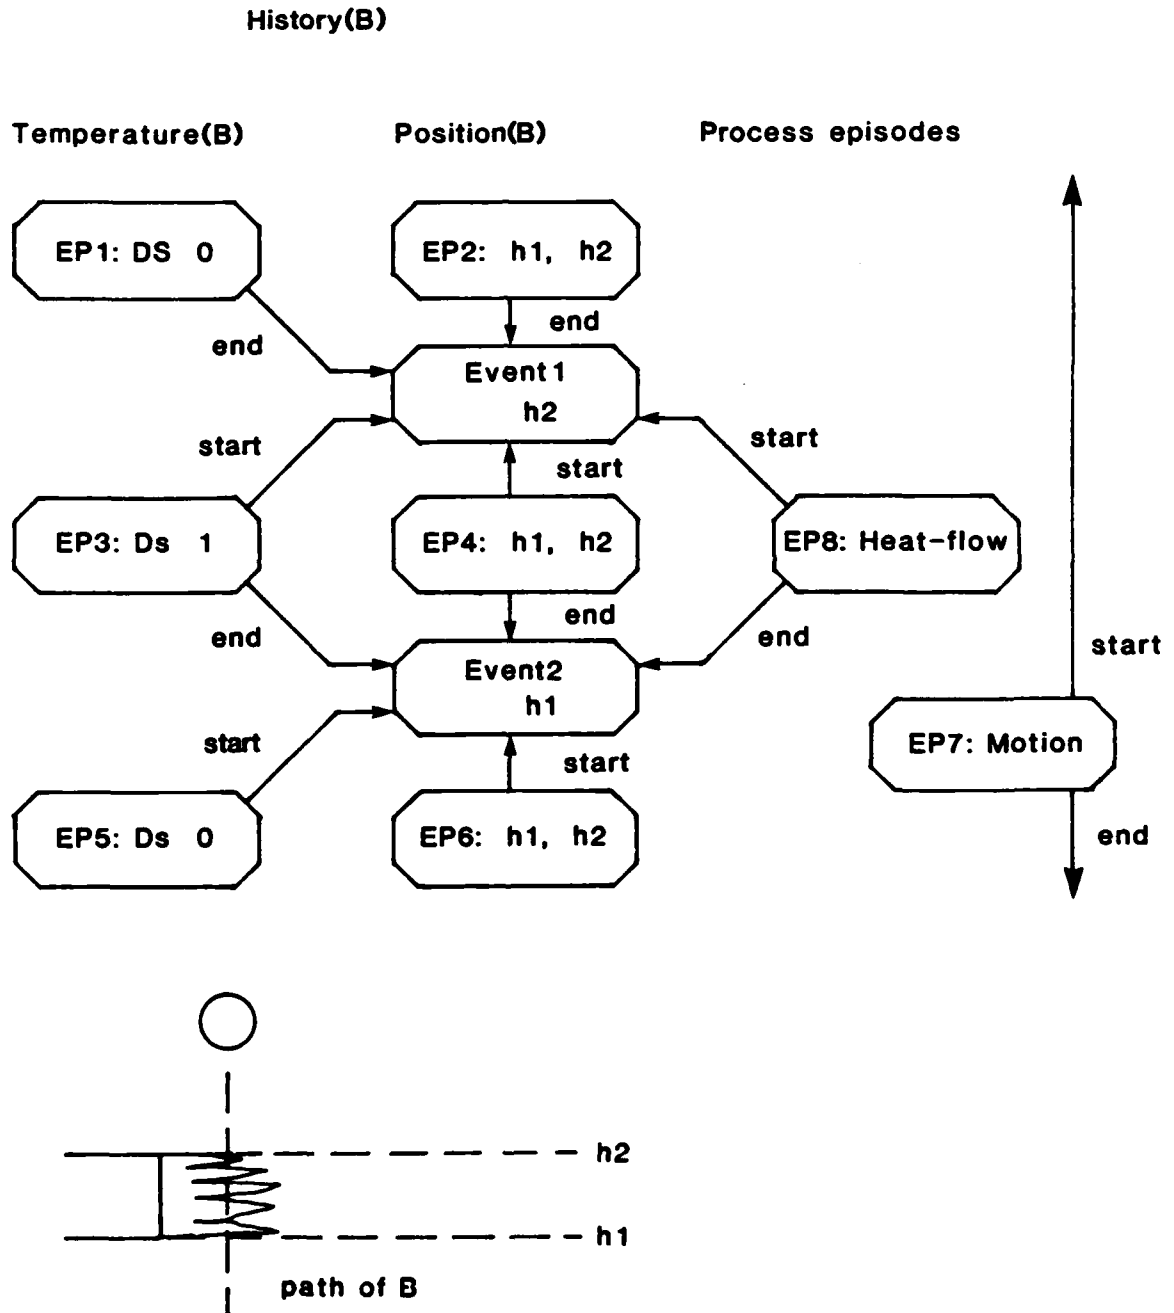 History(B)
Temperature(B) Position(B) Process episodes
EP1: DS 0
EP2: h1, h2
end
end
Event1
h2
start
start
start
EP3: Ds 1
EP4: h1, h2
EP8: Heat-flow
end
end
end
start
Event2
h1
start
start
EP7: Motion
EP5: Ds 0
EP6: h1, h2
end
h2
h1
path of B